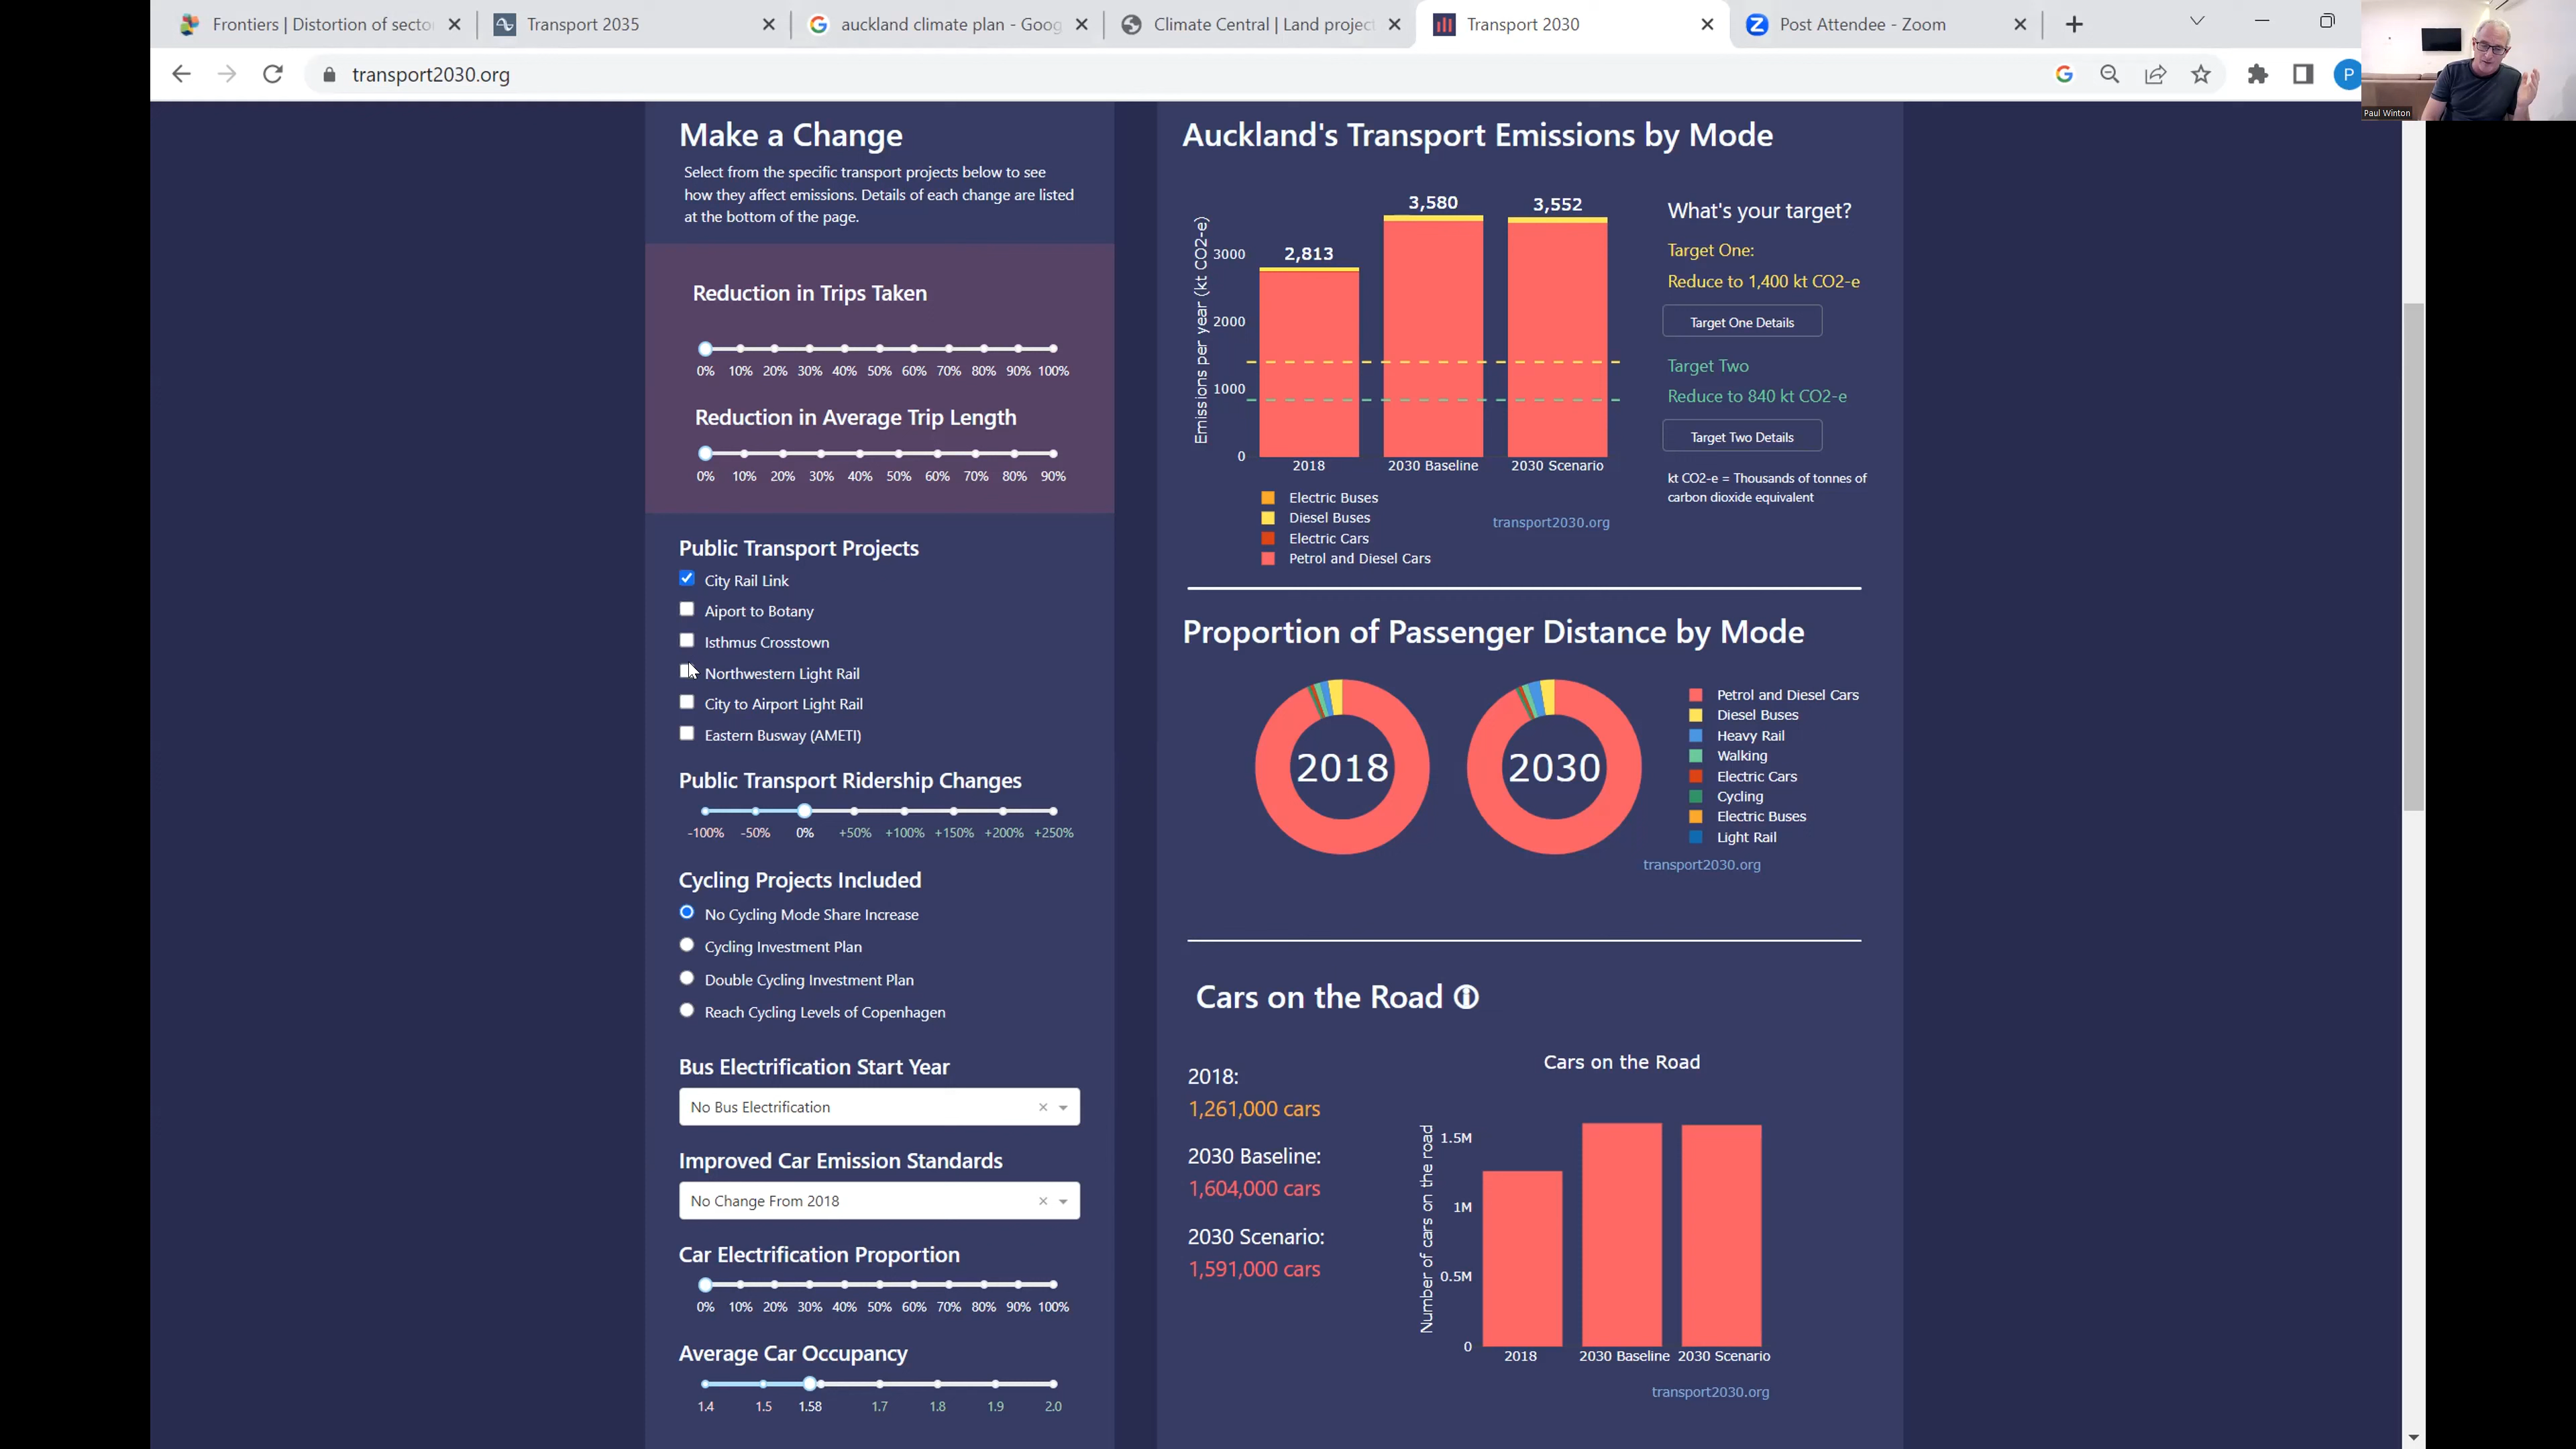 Frontiers | Distortion of secto
Transport 2035
auckland climate plan - Goog
Climate Central | Land project
Transport 2030
Post Attendee - Zoom
transport2030.org
P
Paul Winton
Make a Change
Select from the specific transport projects below to see
how they affect emissions. Details of each change are listed
at the bottom of the page.
Reduction in Trips Taken
0% 10% 20% 30% 40% 50% 60% 70% 80% 90% 100%
Reduction in Average Trip Length
0% 10% 20% 30% 40% 50% 60% 70% 80% 90%
Public Transport Projects
City Rail Link
Aiport to Botany
Isthmus Crosstown
Northwestern Light Rail
City to Airport Light Rail
Eastern Busway (AMETI)
Public Transport Ridership Changes
-100% -50% 0% +50% +100% +150% +200% +250%
Cycling Projects Included
No Cycling Mode Share Increase
Cycling Investment Plan
Double Cycling Investment Plan
Reach Cycling Levels of Copenhagen
Bus Electrification Start Year
No Bus Electrification
Improved Car Emission Standards
No Change From 2018
Car Electrification Proportion
0% 10% 20% 30% 40% 50% 60% 70% 80% 90% 100%
Average Car Occupancy
1.4 1.5 1.58 1.7 1.8 1.9 2.0
Auckland's Transport Emissions by Mode
Emissions per year (kt CO2-e)
3000
2000
1000
0
2,813
3,580
3,552
2018
2030 Baseline
2030 Scenario
Electric Buses
Diesel Buses
Electric Cars
Petrol and Diesel Cars
transport2030.org
What's your target?
Target One:
Reduce to 1,400 kt CO2-e
Target One Details
Target Two
Reduce to 840 kt CO2-e
Target Two Details
kt CO2-e = Thousands of tonnes of
carbon dioxide equivalent
Proportion of Passenger Distance by Mode
2018
2030
Petrol and Diesel Cars
Diesel Buses
Heavy Rail
Walking
Electric Cars
Cycling
Electric Buses
Light Rail
transport2030.org
Cars on the Road
2018:
1,261,000 cars
2030 Baseline:
1,604,000 cars
2030 Scenario:
1,591,000 cars
Cars on the Road
Number of cars on the road
1.5M
1M
0.5M
0
2018
2030 Baseline
2030 Scenario
transport2030.org